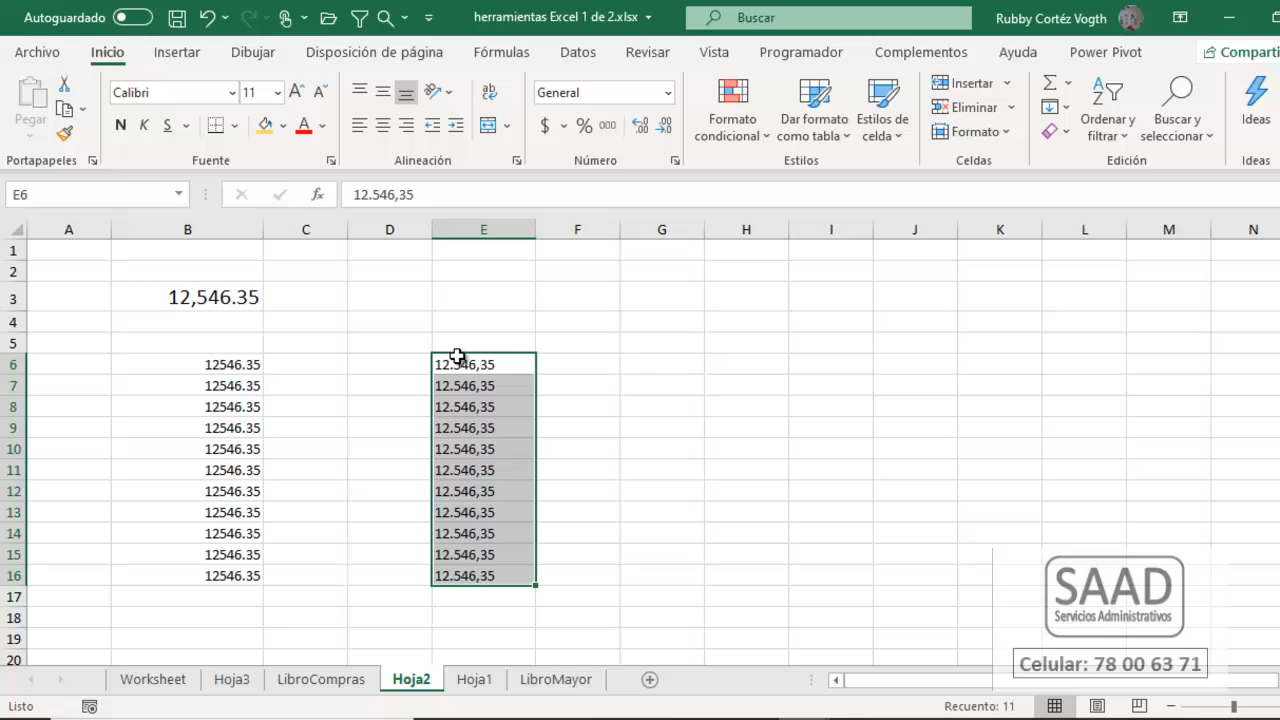 Autoguardado herramientas Excel 1 de 2.xlsx Buscar Rubby Cortéz Vogth
Archivo Inicio Insertar Dibujar Disposición de página Fórmulas Datos Revisar Vista Programador Complementos Ayuda Power Pivot Comparti
Pegar Calibri 11 General Formato condicional Dar formato como tabla Estilos de celda Insertar Eliminar Formato Ordenar y filtrar Buscar y seleccionar Ideas
N K S $ % 000
Portapapeles Fuente Alineación Número Estilos Celdas Edición Ideas
E6 fx 12.546,35
A B C D E F G H I J K L M N
1
2
3 12,546.35
4
5
6 12546.35 12.546,35
7 12546.35 12.546,35
8 12546.35 12.546,35
9 12546.35 12.546,35
10 12546.35 12.546,35
11 12546.35 12.546,35
12 12546.35 12.546,35
13 12546.35 12.546,35
14 12546.35 12.546,35
15 12546.35 12.546,35
16 12546.35 12.546,35
17
18
19
20
SAAD
Servicios Administrativos
Celular: 78 00 63 71
Worksheet Hoja3 LibroCompras Hoja2 Hoja1 LibroMayor
Listo Recuento: 11